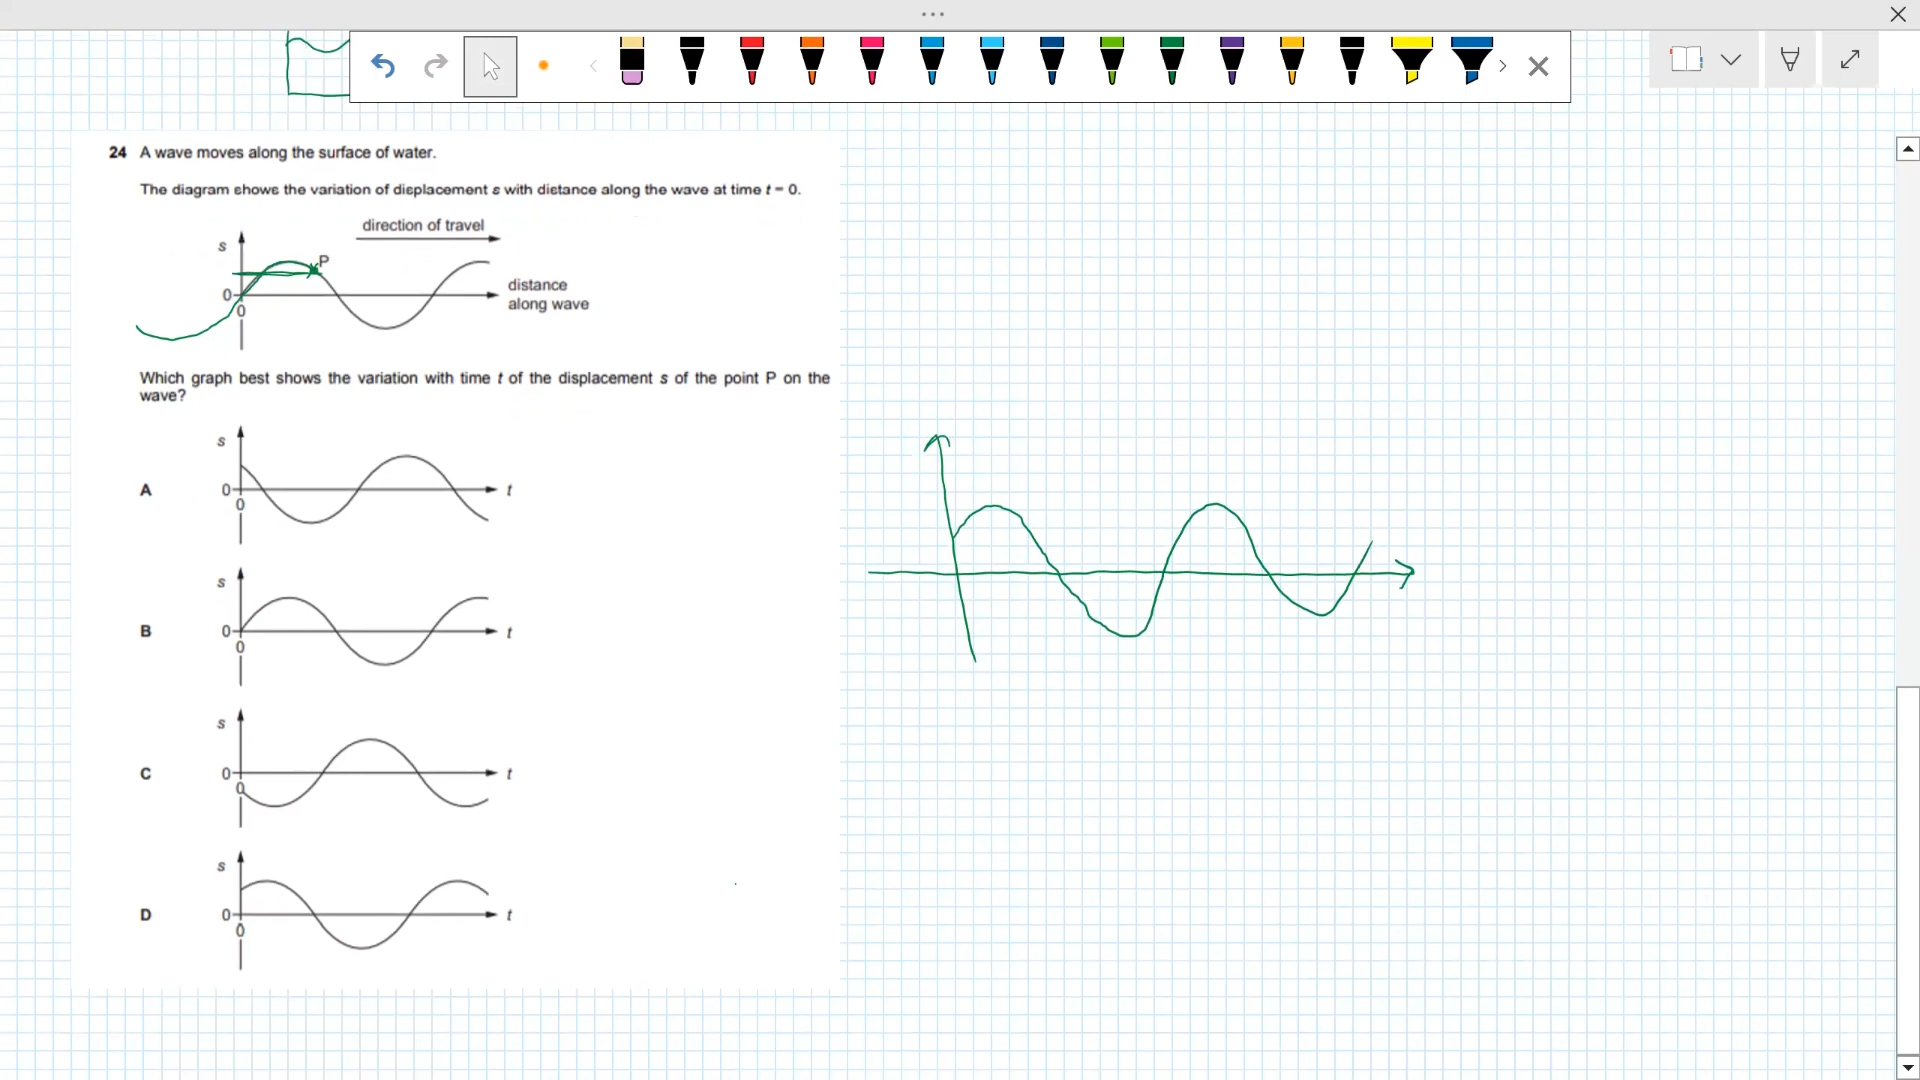 24 A wave moves along the surface of water.
The diagram shows the variation of displacement s with distance along the wave at time t = 0.
direction of travel
s
P
0
0
distance
along wave
Which graph best shows the variation with time t of the displacement s of the point P on the
wave?
s
A
0
0
t
s
B
0
0
t
s
C
0
0
t
s
D
0
0
t